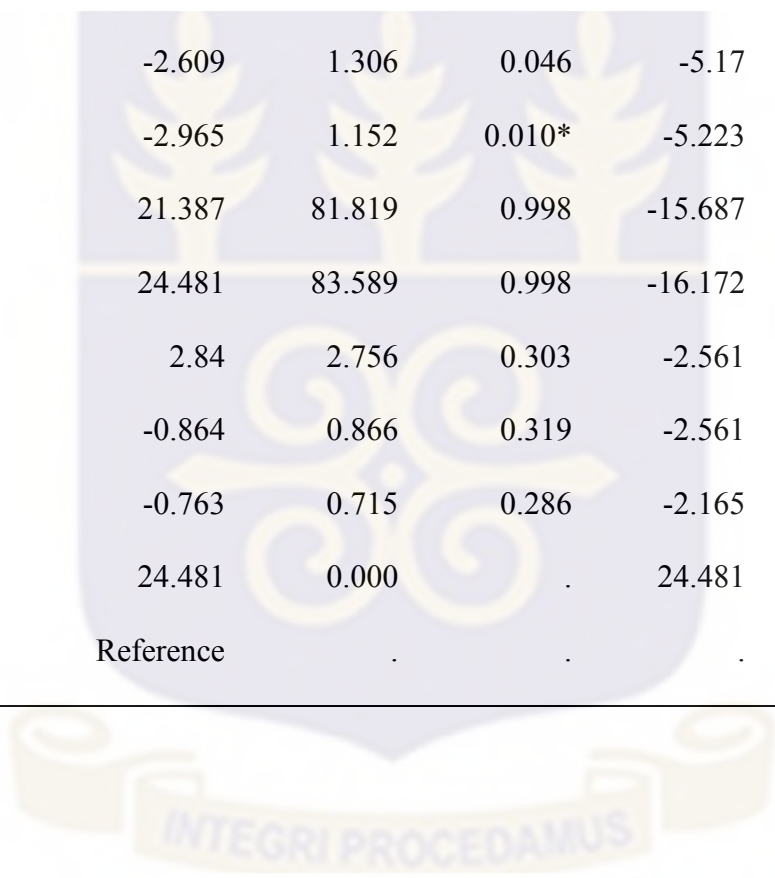 -2.609 1.306 0.046 -5.17
-2.965 1.152 0.010* -5.223
21.387 81.819 0.998 -15.687
24.481 83.589 0.998 -16.172
2.84 2.756 0.303 -2.561
-0.864 0.866 0.319 -2.561
-0.763 0.715 0.286 -2.165
24.481 0.000 . 24.481
Reference . . .
INTEGRI PROCEDAMUS